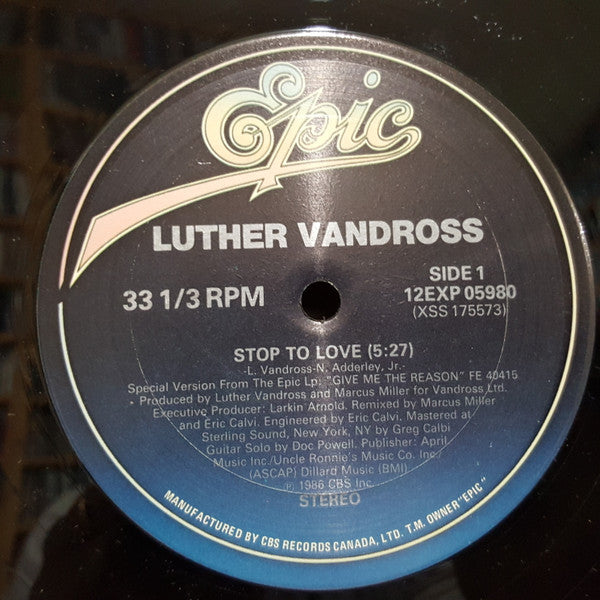 Epic
LUTHER VANDROSS
33 1/3 RPM
SIDE 1
12EXP 05980
(XSS 175573)
STOP TO LOVE (5:27)
-L. Vandross-N. Adderley, Jr.-
Special Version From The Epic Lp: "GIVE ME THE REASON" FE 40415
Produced by Luther Vandross and Marcus Miller for Vandross Ltd.
Executive Producer: Larkin Arnold. Remixed by Marcus Miller
and Eric Calvi. Engineered by Eric Calvi. Mastered at
Sterling Sound, New York, NY by Greg Calbi
Guitar Solo by Doc Powell. Publisher: April
Music Inc./Uncle Ronnie's Music Co. Inc./
(ASCAP) Dillard Music (BMI)
℗ 1986 CBS Inc.
STEREO
MANUFACTURED BY CBS RECORDS CANADA, LTD. T.M. OWNER "EPIC"